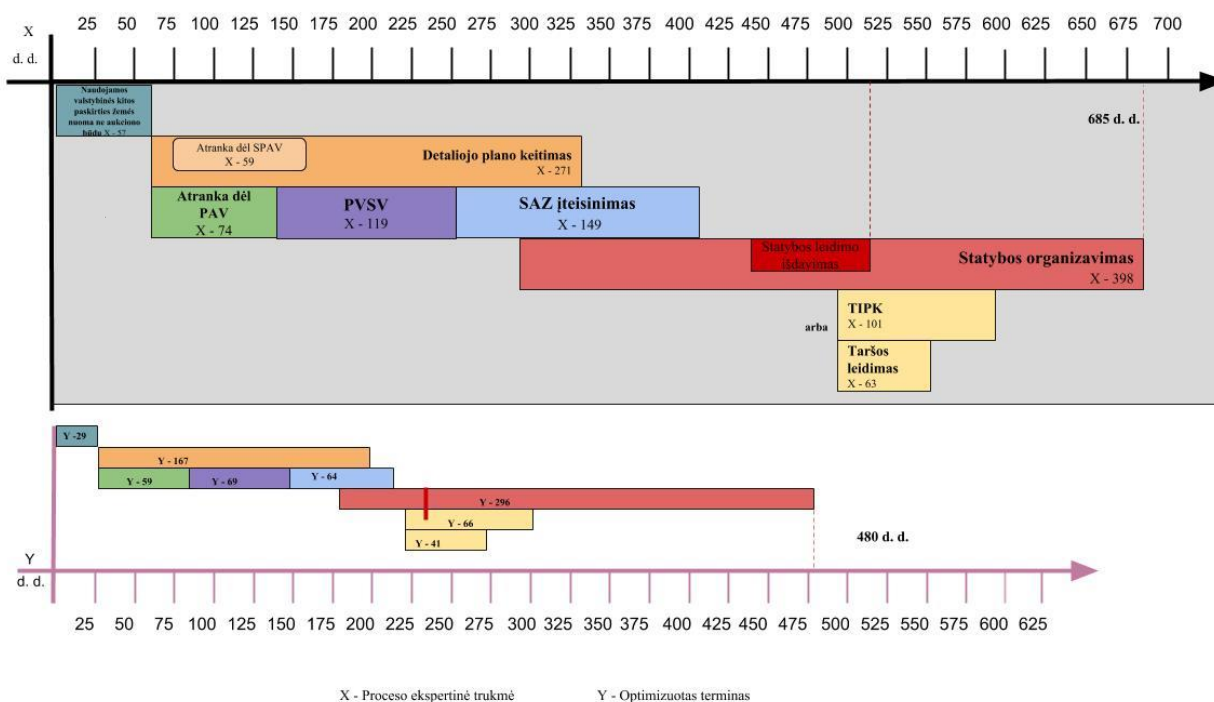 X
d. d.
25 50 75 100 125 150 175 200 225 250 275 300 325 350 375 400 425 450 475 500 525 550 575 600 625 650 675 700
Naudojamos
valstybinės kitos
paskirties žemės
nuoma ne aukciono
būdu X - 57
685 d. d.
Atranka dėl SPAV
X - 59
Detaliojo plano keitimas
X - 271
Atranka dėl
PAV
X - 74
PVSV
X - 119
SAZ įteisinimas
X - 149
Statybos leidimo
išdavimas
Statybos organizavimas
X - 398
arba
TIPK
X - 101
Taršos
leidimas
X - 63
Y -29
Y - 167
Y - 59
Y - 69
Y - 64
Y - 296
Y - 66
Y - 41
480 d. d.
Y
d. d.
25 50 75 100 125 150 175 200 225 250 275 300 325 350 375 400 425 450 475 500 525 550 575 600 625
X - Proceso ekspertinė trukmė
Y - Optimizuotas terminas